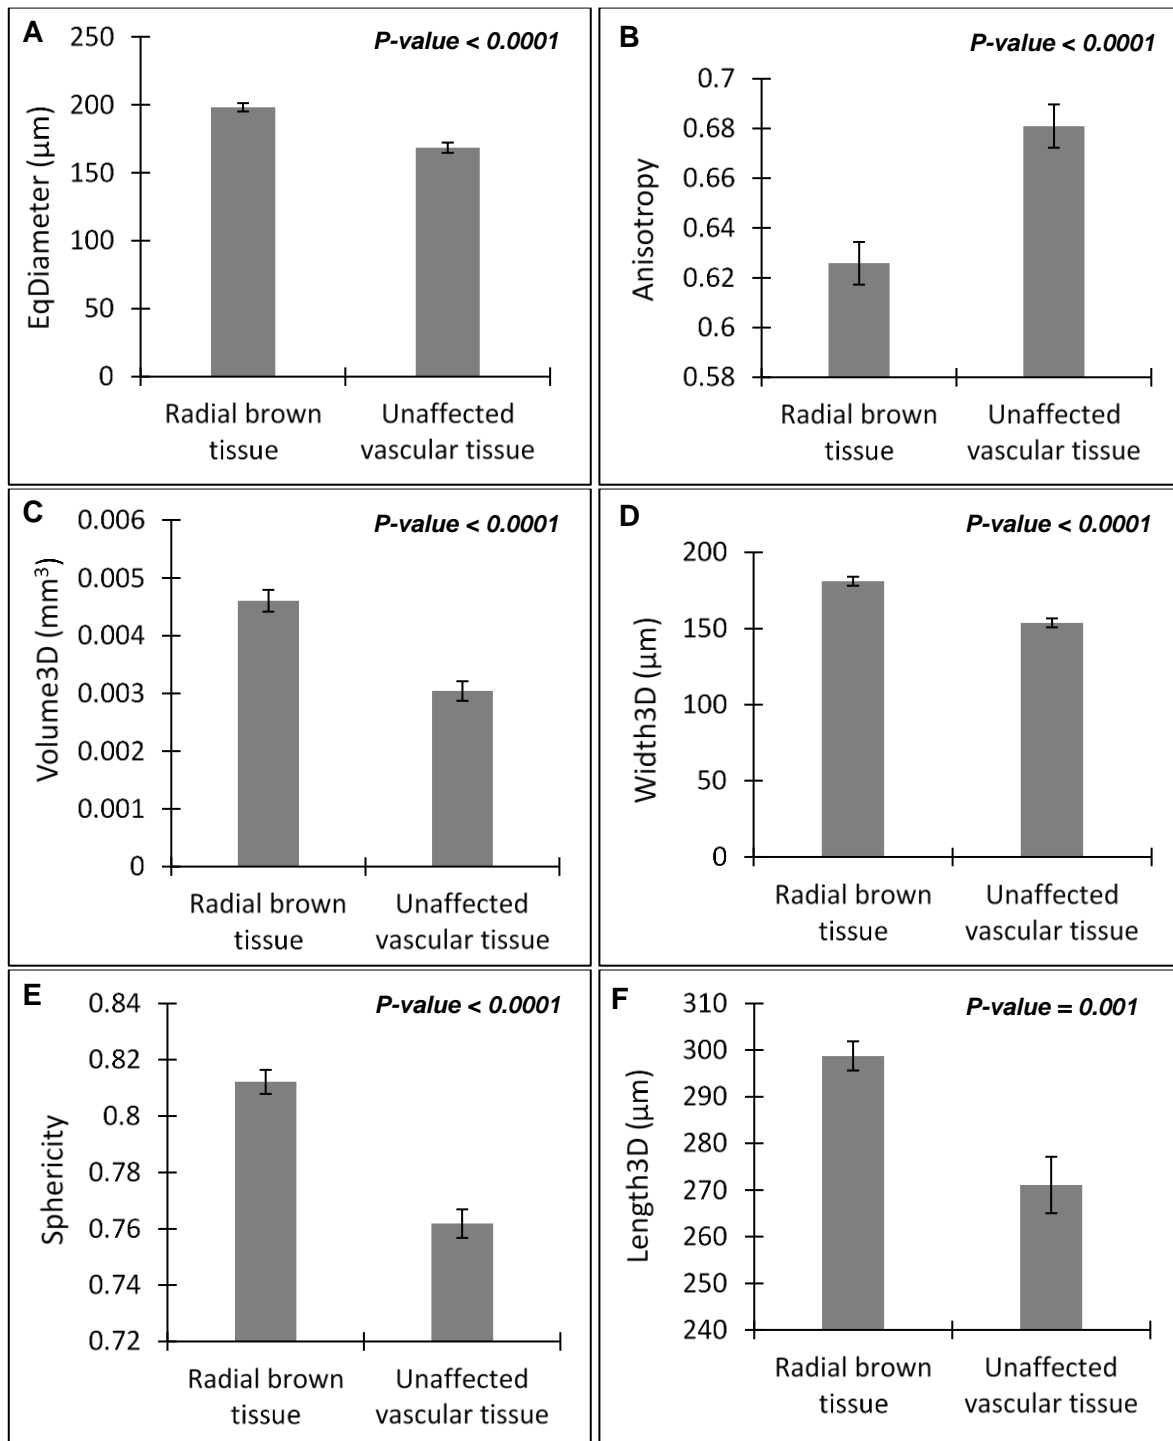 A
P-value < 0.0001
EqDiameter (µm)
250
200
150
100
50
0
Radial brown
tissue
Unaffected
vascular tissue
B
P-value < 0.0001
Anisotropy
0.7
0.68
0.66
0.64
0.62
0.6
0.58
Radial brown
tissue
Unaffected
vascular tissue
C
P-value < 0.0001
Volume3D (mm³)
0.006
0.005
0.004
0.003
0.002
0.001
0
Radial brown
tissue
Unaffected
vascular tissue
D
P-value < 0.0001
Width3D (µm)
200
150
100
50
0
Radial brown
tissue
Unaffected
vascular tissue
E
P-value < 0.0001
Sphericity
0.84
0.82
0.8
0.78
0.76
0.74
0.72
Radial brown
tissue
Unaffected
vascular tissue
F
P-value = 0.001
Length3D (µm)
310
300
290
280
270
260
250
240
Radial brown
tissue
Unaffected
vascular tissue